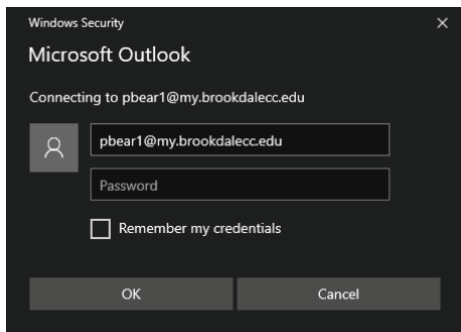 Windows Security
Microsoft Outlook
Connecting to pbear1@my.brookdalecc.edu
pbear1@my.brookdalecc.edu
Password
Remember my credentials
OK Cancel